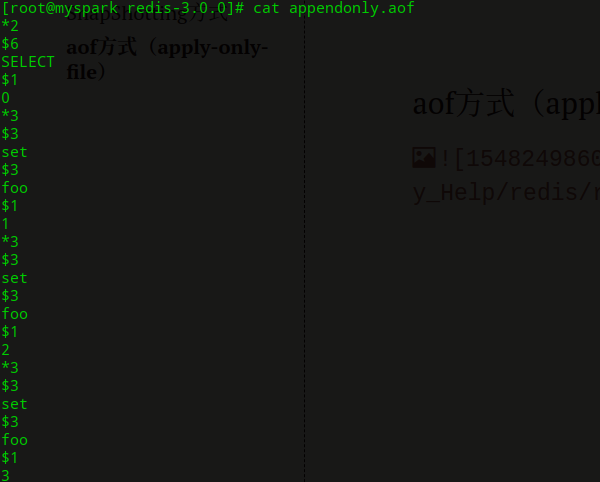 [root@myspark redis-3.0.0]# cat appendonly.aof
*2
$6
SELECT
$1
0
*3
$3
set
$3
foo
$1
1
*3
$3
set
$3
foo
$1
2
*3
$3
set
$3
foo
$1
3
Snapshotting方式
aof方式（apply-only-
file）
aof方式（appl
![1548249860
y_Help/redis/r